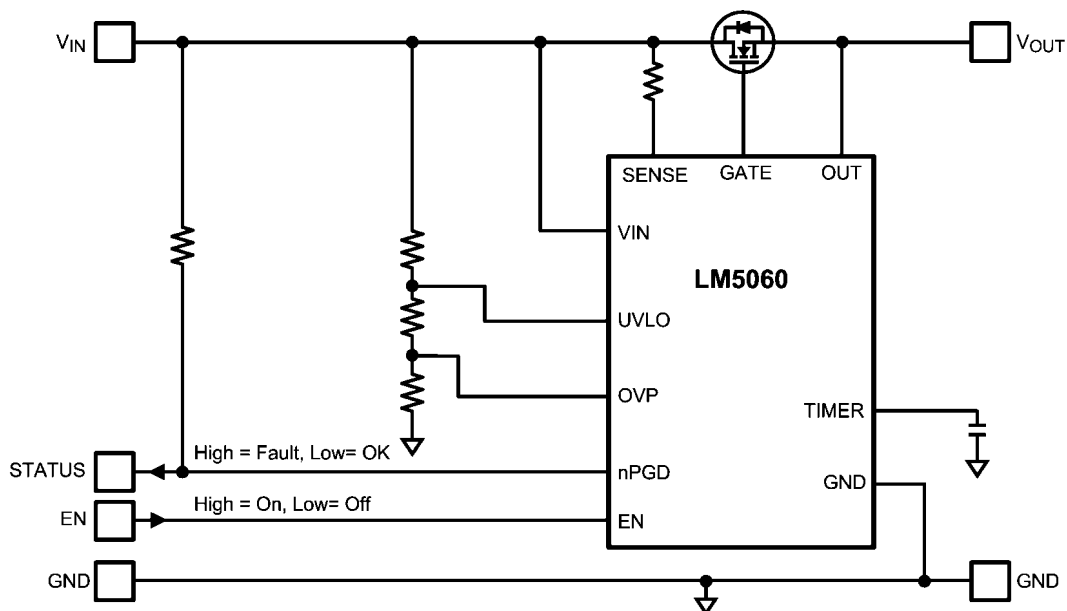 VIN
VOUT
SENSE
GATE
OUT
VIN
LM5060
UVLO
OVP
TIMER
High = Fault, Low= OK
STATUS
nPGD
GND
High = On, Low= Off
EN
EN
GND
GND